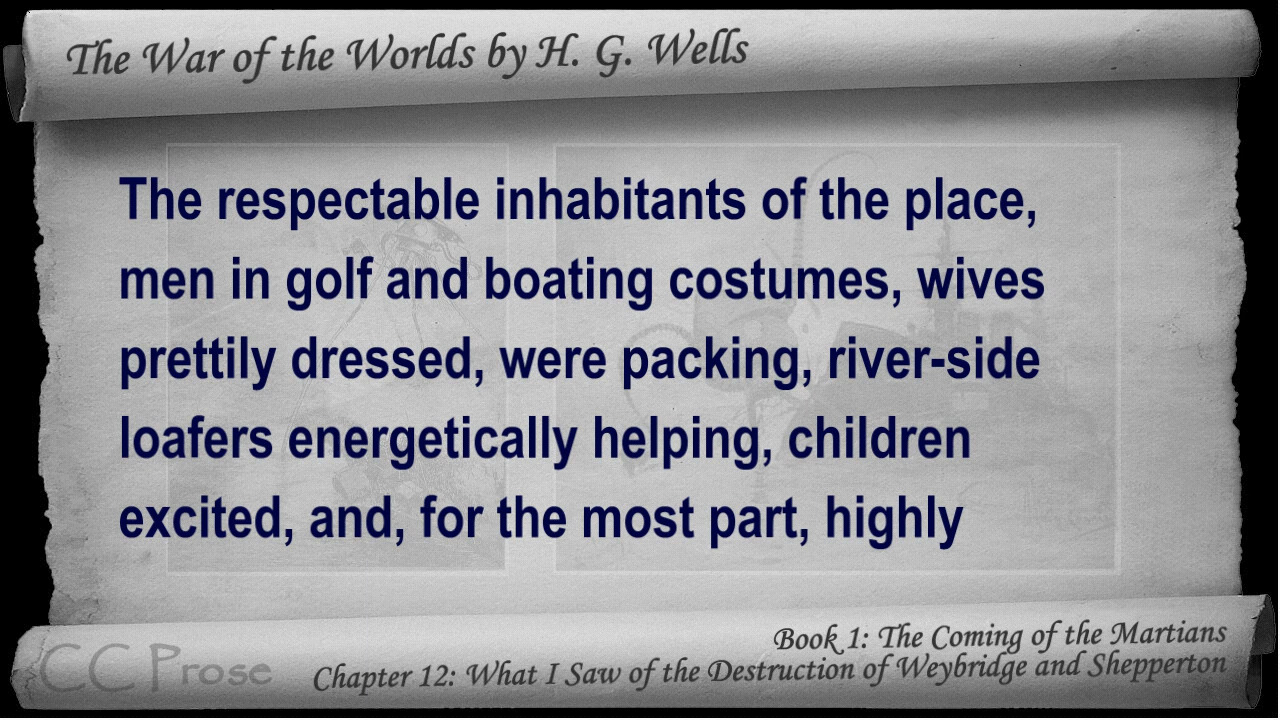 The War of the Worlds by H. G. Wells
The respectable inhabitants of the place,
men in golf and boating costumes, wives
prettily dressed, were packing, river-side
loafers energetically helping, children
excited, and, for the most part, highly
Book 1: The Coming of the Martians
CC Prose
Chapter 12: What I Saw of the Destruction of Weybridge and Shepperton